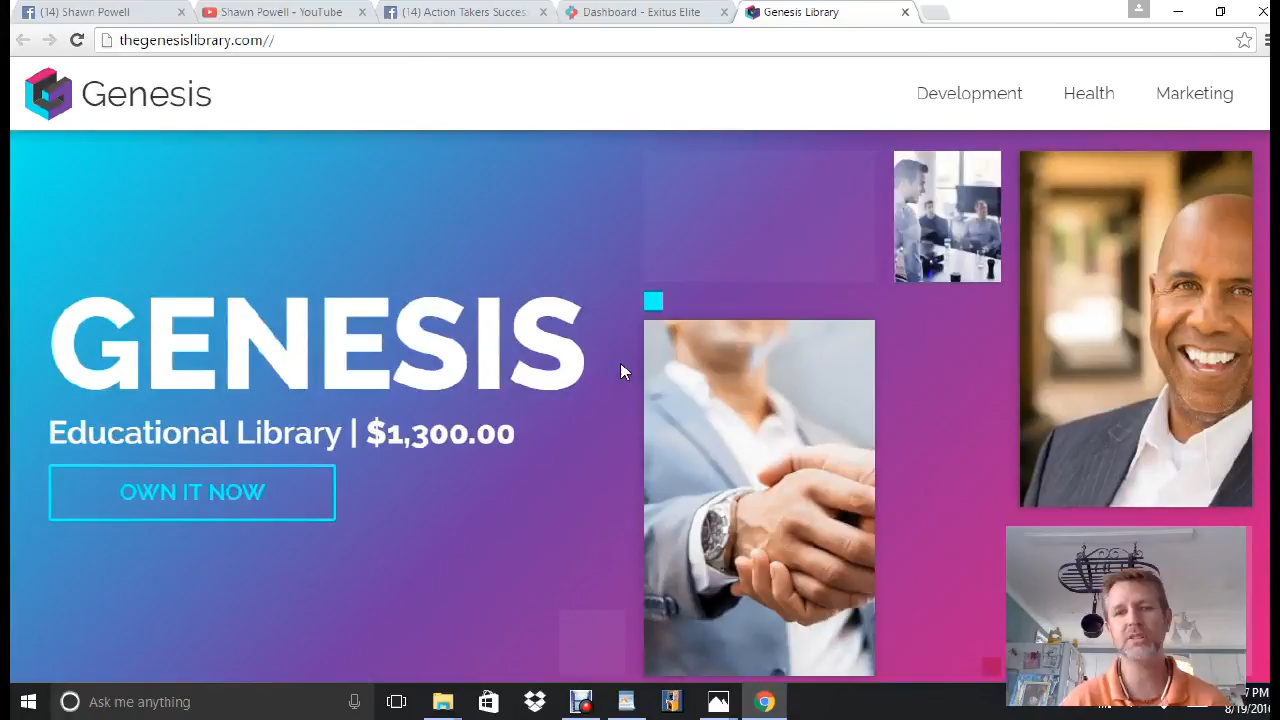 (14) Shawn Powell
Shawn Powell - YouTube
(14) Action Takers Succes
Dashboard - Exitus Elite
Genesis Library
thegenesislibrary.com//
Genesis
Development
Health
Marketing
GENESIS
Educational Library | $1,300.00
OWN IT NOW
Ask me anything
7 PM
8/19/2016